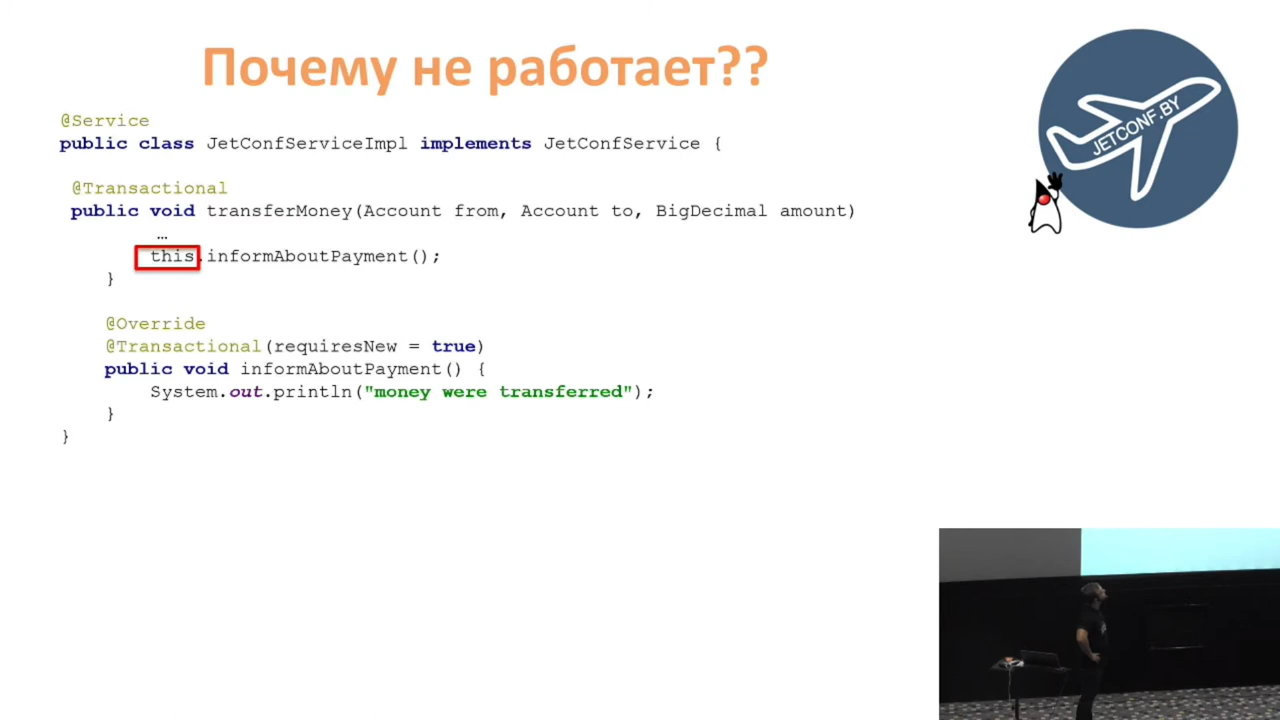 Почему не работает??
JETCONF.BY
@Service
public class JetConfServiceImpl implements JetConfService {
@Transactional
public void transferMoney(Account from, Account to, BigDecimal amount)
…
this.informAboutPayment();
}
@Override
@Transactional(requiresNew = true)
public void informAboutPayment() {
System.out.println("money were transferred");
}
}